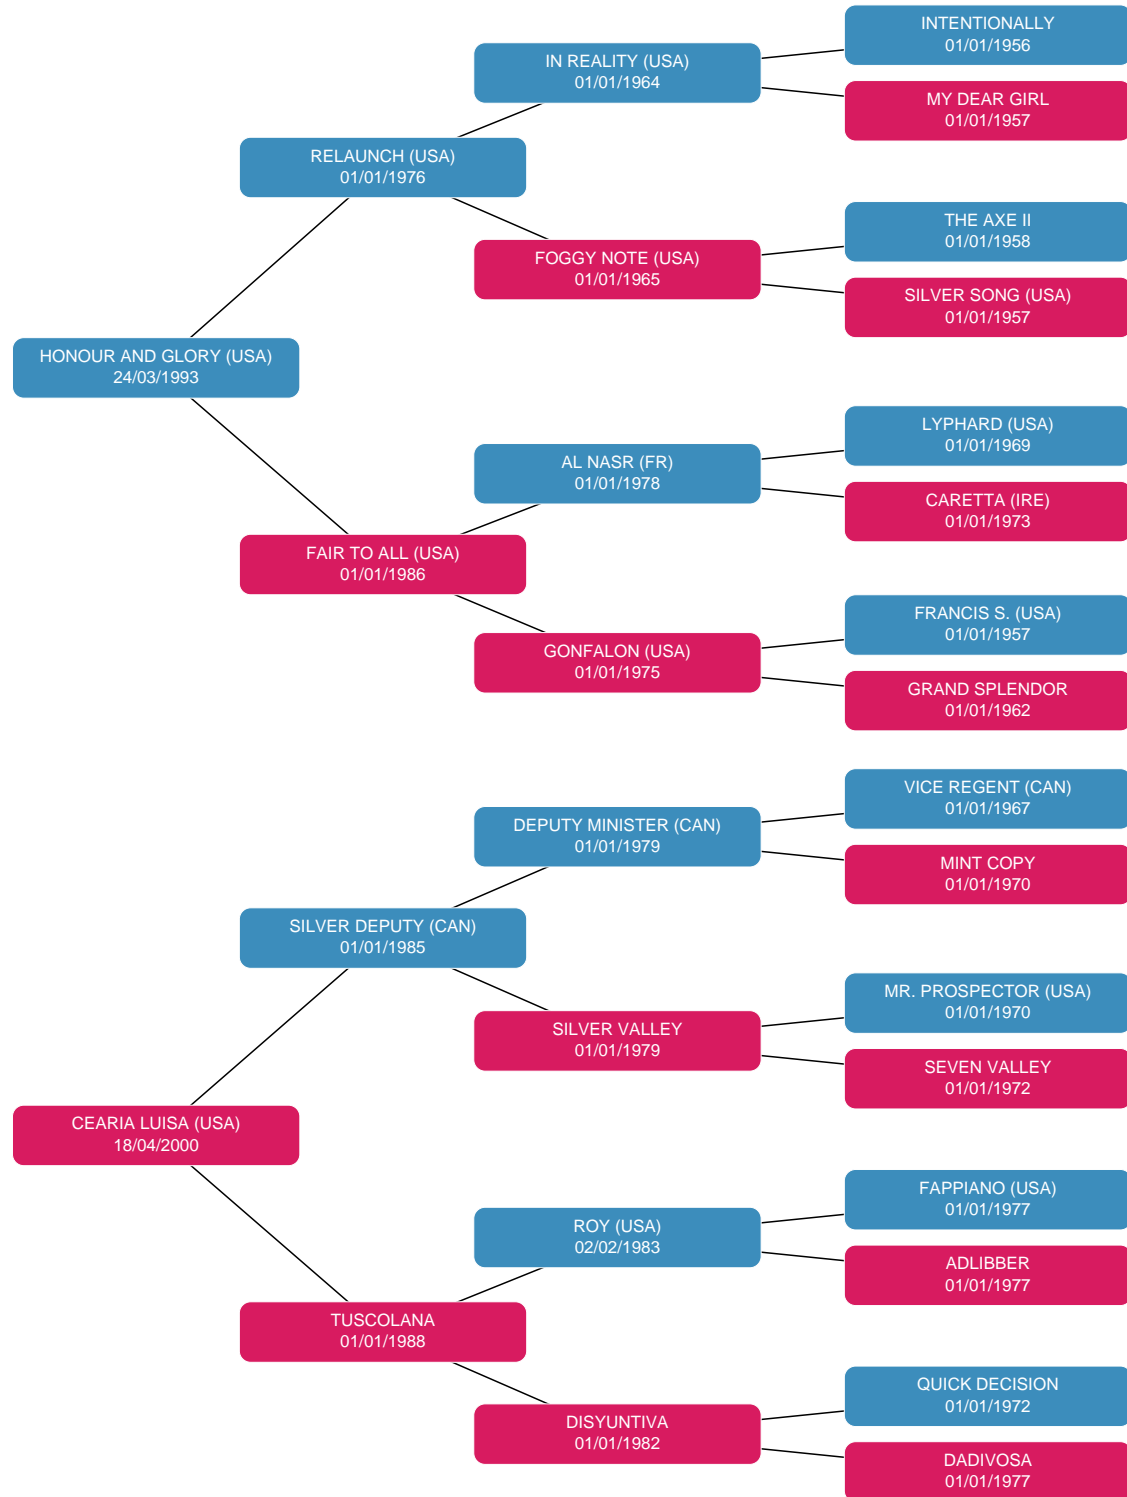 INTENTIONALLY
01/01/1956
IN REALITY (USA)
01/01/1964
MY DEAR GIRL
01/01/1957
RELAUNCH (USA)
01/01/1976
THE AXE II
01/01/1958
FOGGY NOTE (USA)
01/01/1965
SILVER SONG (USA)
01/01/1957
HONOUR AND GLORY (USA)
24/03/1993
LYPHARD (USA)
01/01/1969
AL NASR (FR)
01/01/1978
CARETTA (IRE)
01/01/1973
FAIR TO ALL (USA)
01/01/1986
FRANCIS S. (USA)
01/01/1957
GONFALON (USA)
01/01/1975
GRAND SPLENDOR
01/01/1962
VICE REGENT (CAN)
01/01/1967
DEPUTY MINISTER (CAN)
01/01/1979
MINT COPY
01/01/1970
SILVER DEPUTY (CAN)
01/01/1985
MR. PROSPECTOR (USA)
01/01/1970
SILVER VALLEY
01/01/1979
SEVEN VALLEY
01/01/1972
CEARIA LUISA (USA)
18/04/2000
FAPPIANO (USA)
01/01/1977
ROY (USA)
02/02/1983
ADLIBBER
01/01/1977
TUSCOLANA
01/01/1988
QUICK DECISION
01/01/1972
DISYUNTIVA
01/01/1982
DADIVOSA
01/01/1977